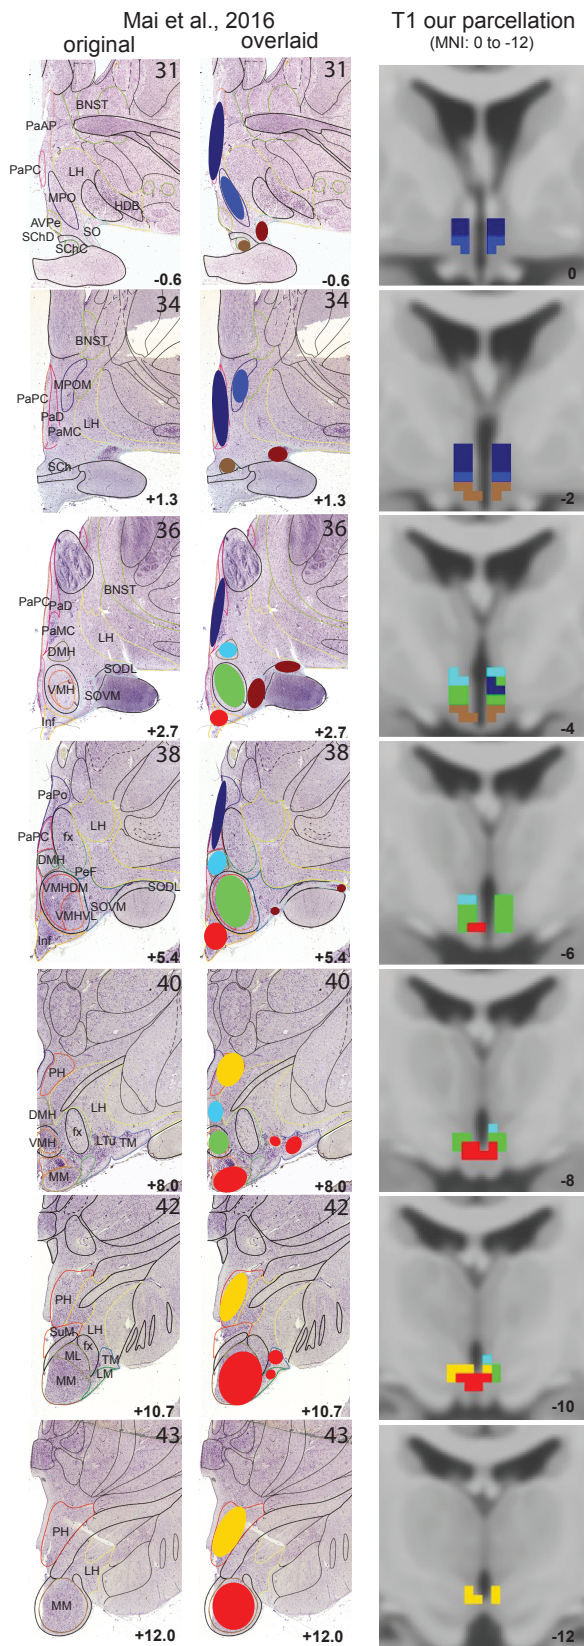 Mai et al., 2016
original
overlaid
T1 our parcellation
(MNI: 0 to -12)
31
BNST
PaAP
PaPC
LH
MPO
HDB
AVPe
SO
SChD
SChC
-0.6
31
-0.6
0
34
BNST
MPOM
PaPC
PaD
LH
PaMC
SCh
+1.3
34
+1.3
-2
36
BNST
PaPC
PaD
PaMC
LH
DMH
SODL
VMH
SOVM
Inf
+2.7
36
+2.7
-4
38
PaPo
PaPC
fx
LH
DMH
PeF
VMHDM
SODL
SOVM
VMHVL
Inf
+5.4
38
+5.4
-6
40
PH
LH
DMH
fx
VMH
LTu
TM
MM
+8.0
40
+8.0
-8
42
PH
SuM
LH
fx
ML
TM
MM
LM
+10.7
42
+10.7
-10
43
PH
LH
MM
+12.0
43
+12.0
-12